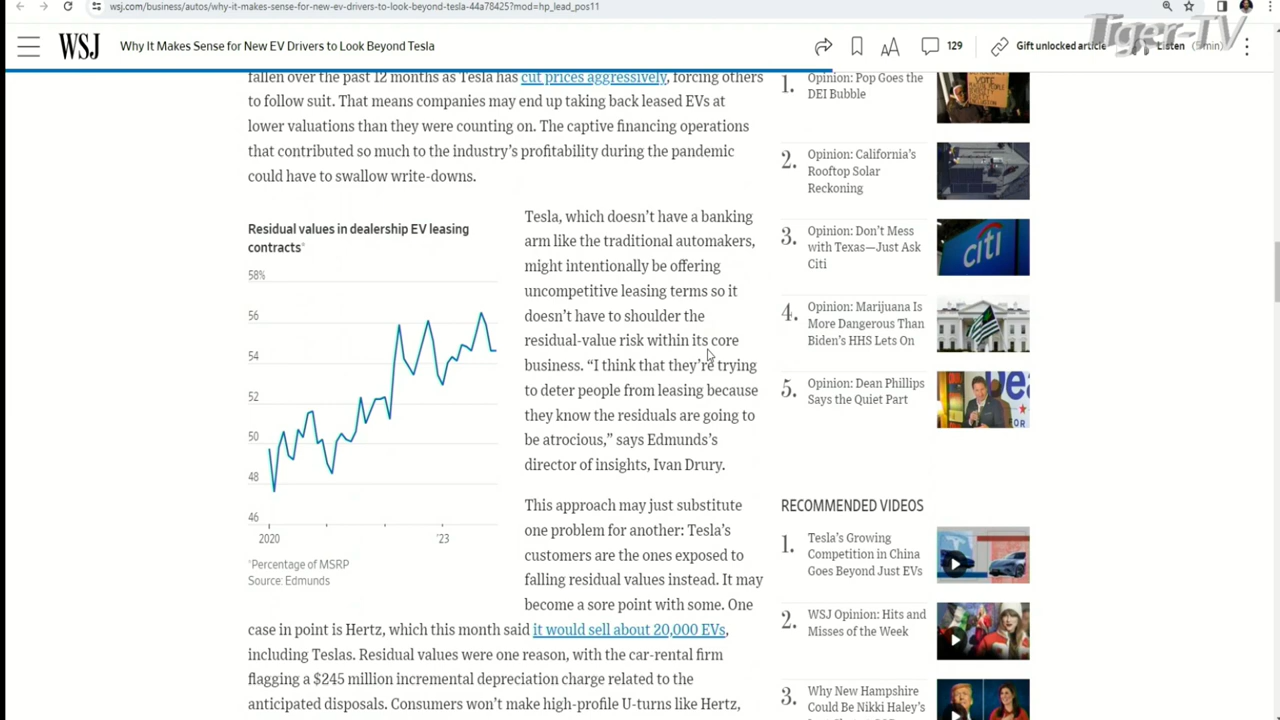 wsj.com/business/autos/why-it-makes-sense-for-new-ev-drivers-to-look-beyond-tesla-44a78425?mod=hp_lead_pos11
Tiger-TV
WSJ
Why It Makes Sense for New EV Drivers to Look Beyond Tesla
AA
129
Gift unlocked article
Listen (5 min)
fallen over the past 12 months as Tesla has cut prices aggressively, forcing others
to follow suit. That means companies may end up taking back leased EVs at
lower valuations than they were counting on. The captive financing operations
that contributed so much to the industry's profitability during the pandemic
could have to swallow write-downs.
Residual values in dealership EV leasing
contracts*
58%
56
54
52
50
48
46
2020
'23
*Percentage of MSRP
Source: Edmunds
Tesla, which doesn't have a banking
arm like the traditional automakers,
might intentionally be offering
uncompetitive leasing terms so it
doesn't have to shoulder the
residual-value risk within its core
business. “I think that they're trying
to deter people from leasing because
they know the residuals are going to
be atrocious,” says Edmunds's
director of insights, Ivan Drury.
This approach may just substitute
one problem for another: Tesla's
customers are the ones exposed to
falling residual values instead. It may
become a sore point with some. One
case in point is Hertz, which this month said it would sell about 20,000 EVs,
including Teslas. Residual values were one reason, with the car-rental firm
flagging a $245 million incremental depreciation charge related to the
anticipated disposals. Consumers won't make high-profile U-turns like Hertz,
1.
Opinion: Pop Goes the
DEI Bubble
VOTE
2.
Opinion: California's
Rooftop Solar
Reckoning
3.
Opinion: Don't Mess
with Texas—Just Ask
Citi
citi
4.
Opinion: Marijuana Is
More Dangerous Than
Biden's HHS Lets On
5.
Opinion: Dean Phillips
Says the Quiet Part
FOR
RECOMMENDED VIDEOS
1.
Tesla's Growing
Competition in China
Goes Beyond Just EVs
2.
WSJ Opinion: Hits and
Misses of the Week
3.
Why New Hampshire
Could Be Nikki Haley's